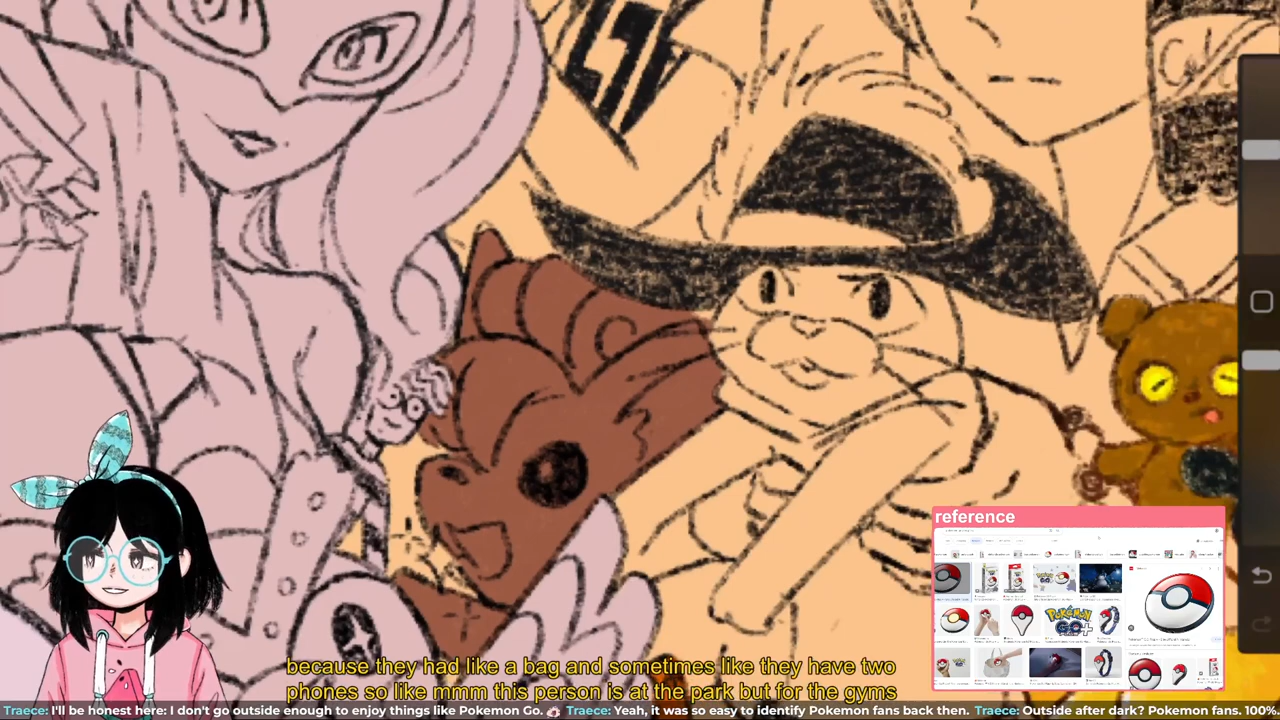 reference
POKÉMON
GO+
because they had like a bag and sometimes like they have two
phones so like mmm this person is at the park but for the gyms
Traece: I'll be honest here: I don't go outside enough to enjoy things like Pokemon Go. Traece: Yeah, it was so easy to identify Pokemon fans back then. Traece: Outside after dark? Pokemon fans. 100%.